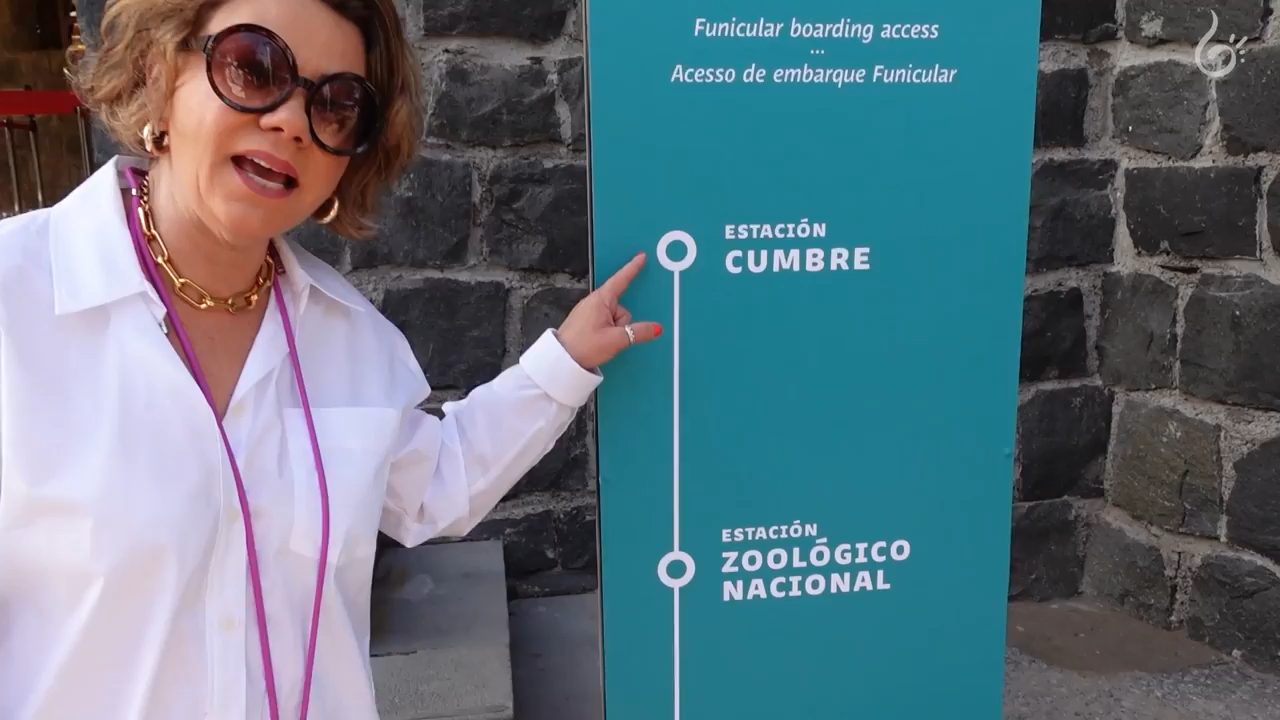 Funicular boarding access
...
Acesso de embarque Funicular
ESTACIÓN
CUMBRE
ESTACIÓN
ZOOLÓGICO
NACIONAL